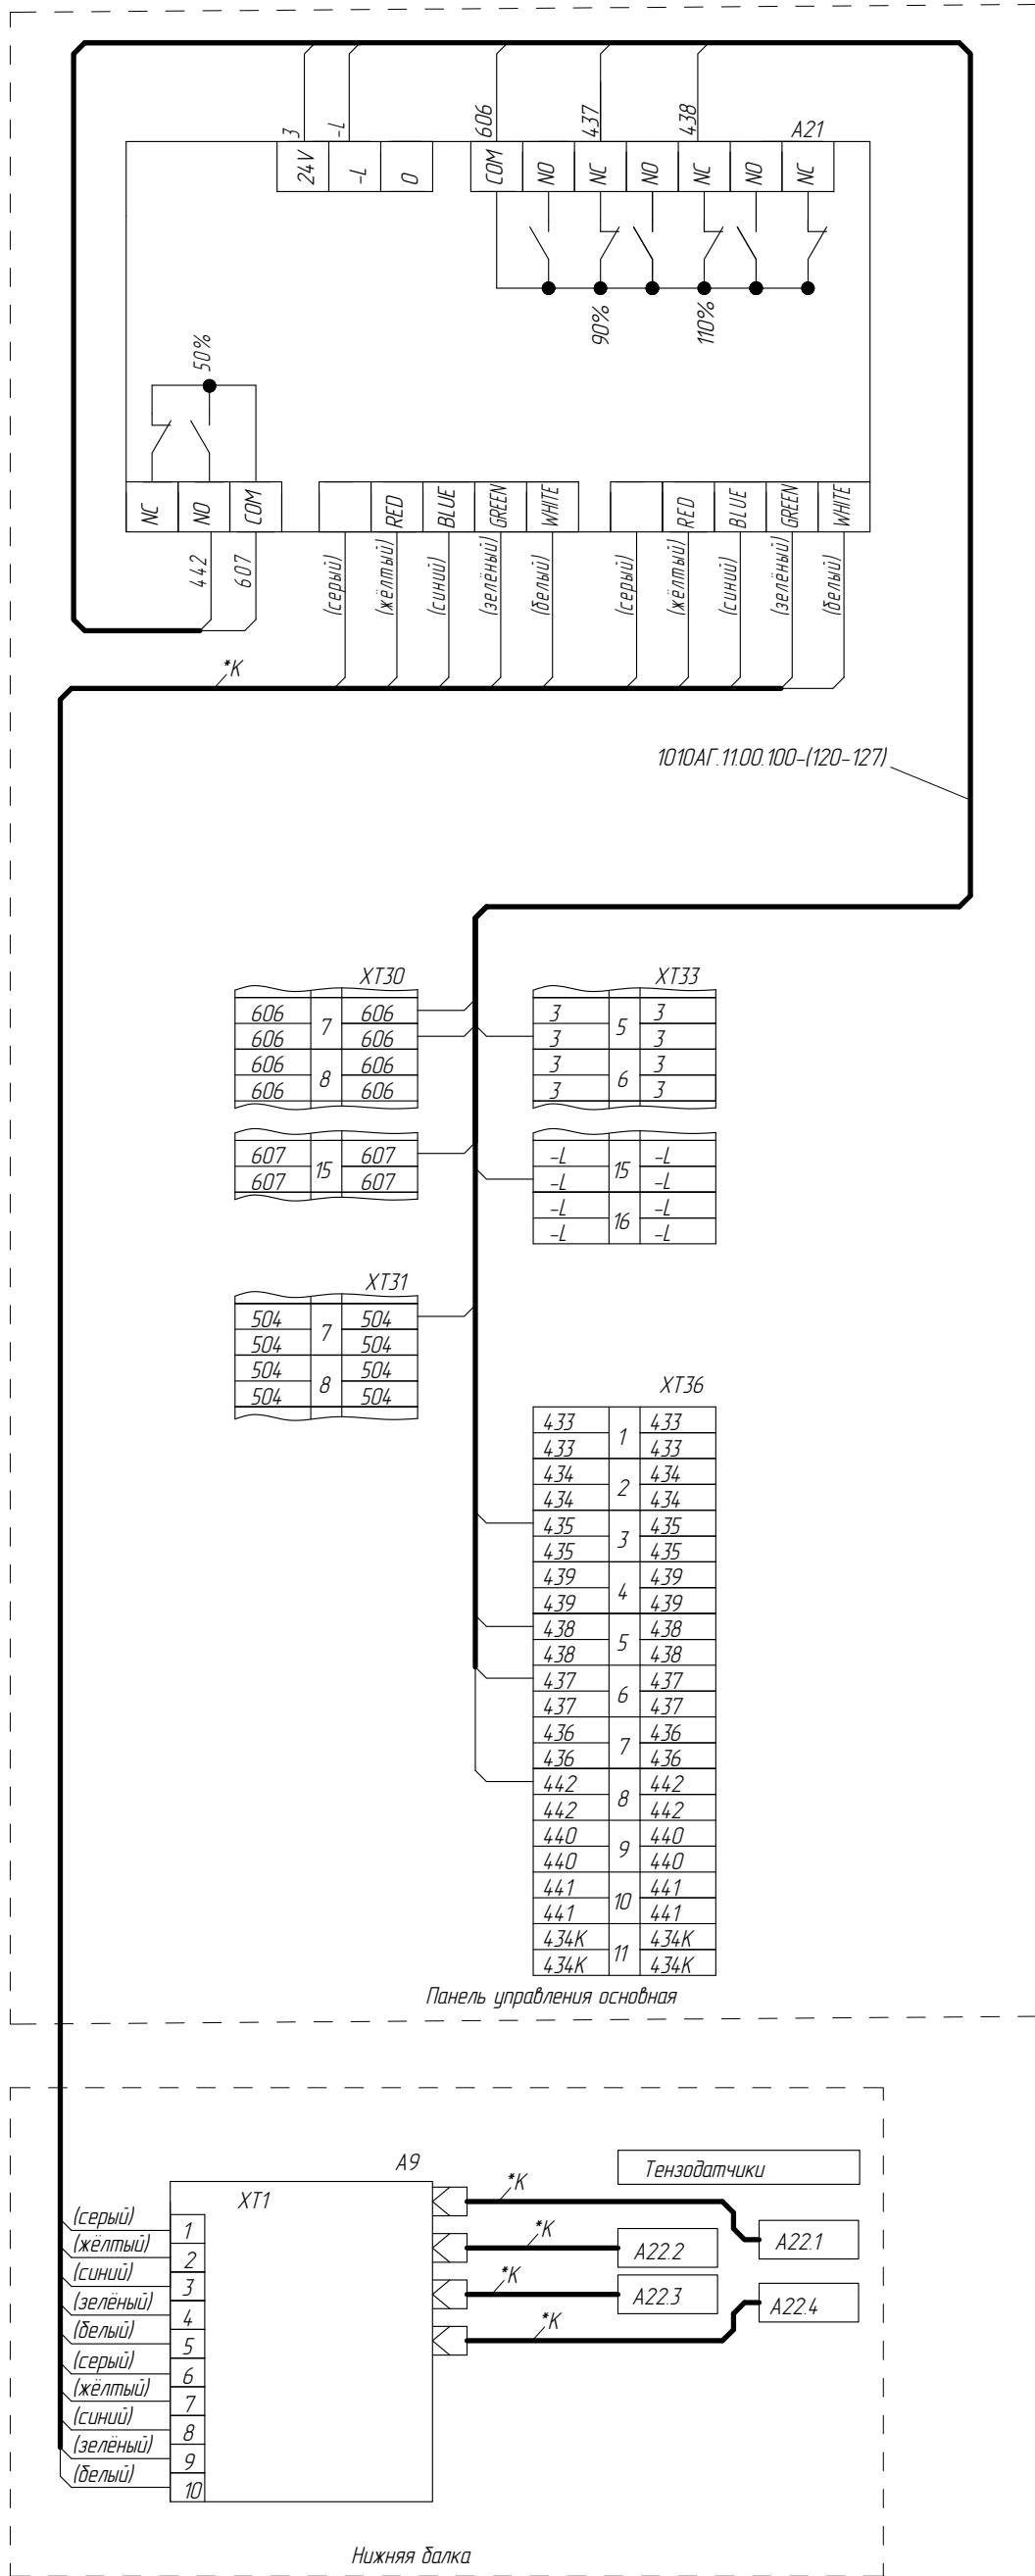 3 -L 606 437 438 A21
24V -L 0 COM NO NC NO NC NO NC
90% 110%
50%
NC NO COM RED BLUE GREEN WHITE RED BLUE GREEN WHITE
442 607 (серый) (жёлтый) (синий) (зелёный) (белый) (серый) (жёлтый) (синий) (зелёный) (белый)
*К
1010АГ.11.00.100-(120-127)
XT30
606 7 606
606 606
606 8 606
606 606
607 15 607
607 607
XT33
3 5 3
3 3
3 6 3
3 3
-L 15 -L
-L -L
-L 16 -L
-L -L
XT31
504 7 504
504 504
504 8 504
504 504
XT36
433 1 433
433 433
434 2 434
434 434
435 3 435
435 435
439 4 439
439 439
438 5 438
438 438
437 6 437
437 437
436 7 436
436 436
442 8 442
442 442
440 9 440
440 440
441 10 441
441 441
434К 11 434К
434К 434К
Панель управления основная
A9
XT1
(серый) 1
(жёлтый) 2
(синий) 3
(зелёный) 4
(белый) 5
(серый) 6
(жёлтый) 7
(синий) 8
(зелёный) 9
(белый) 10
Тензодатчики
*К A22.1
*К A22.2
*К A22.3
*К A22.4
Нижняя балка